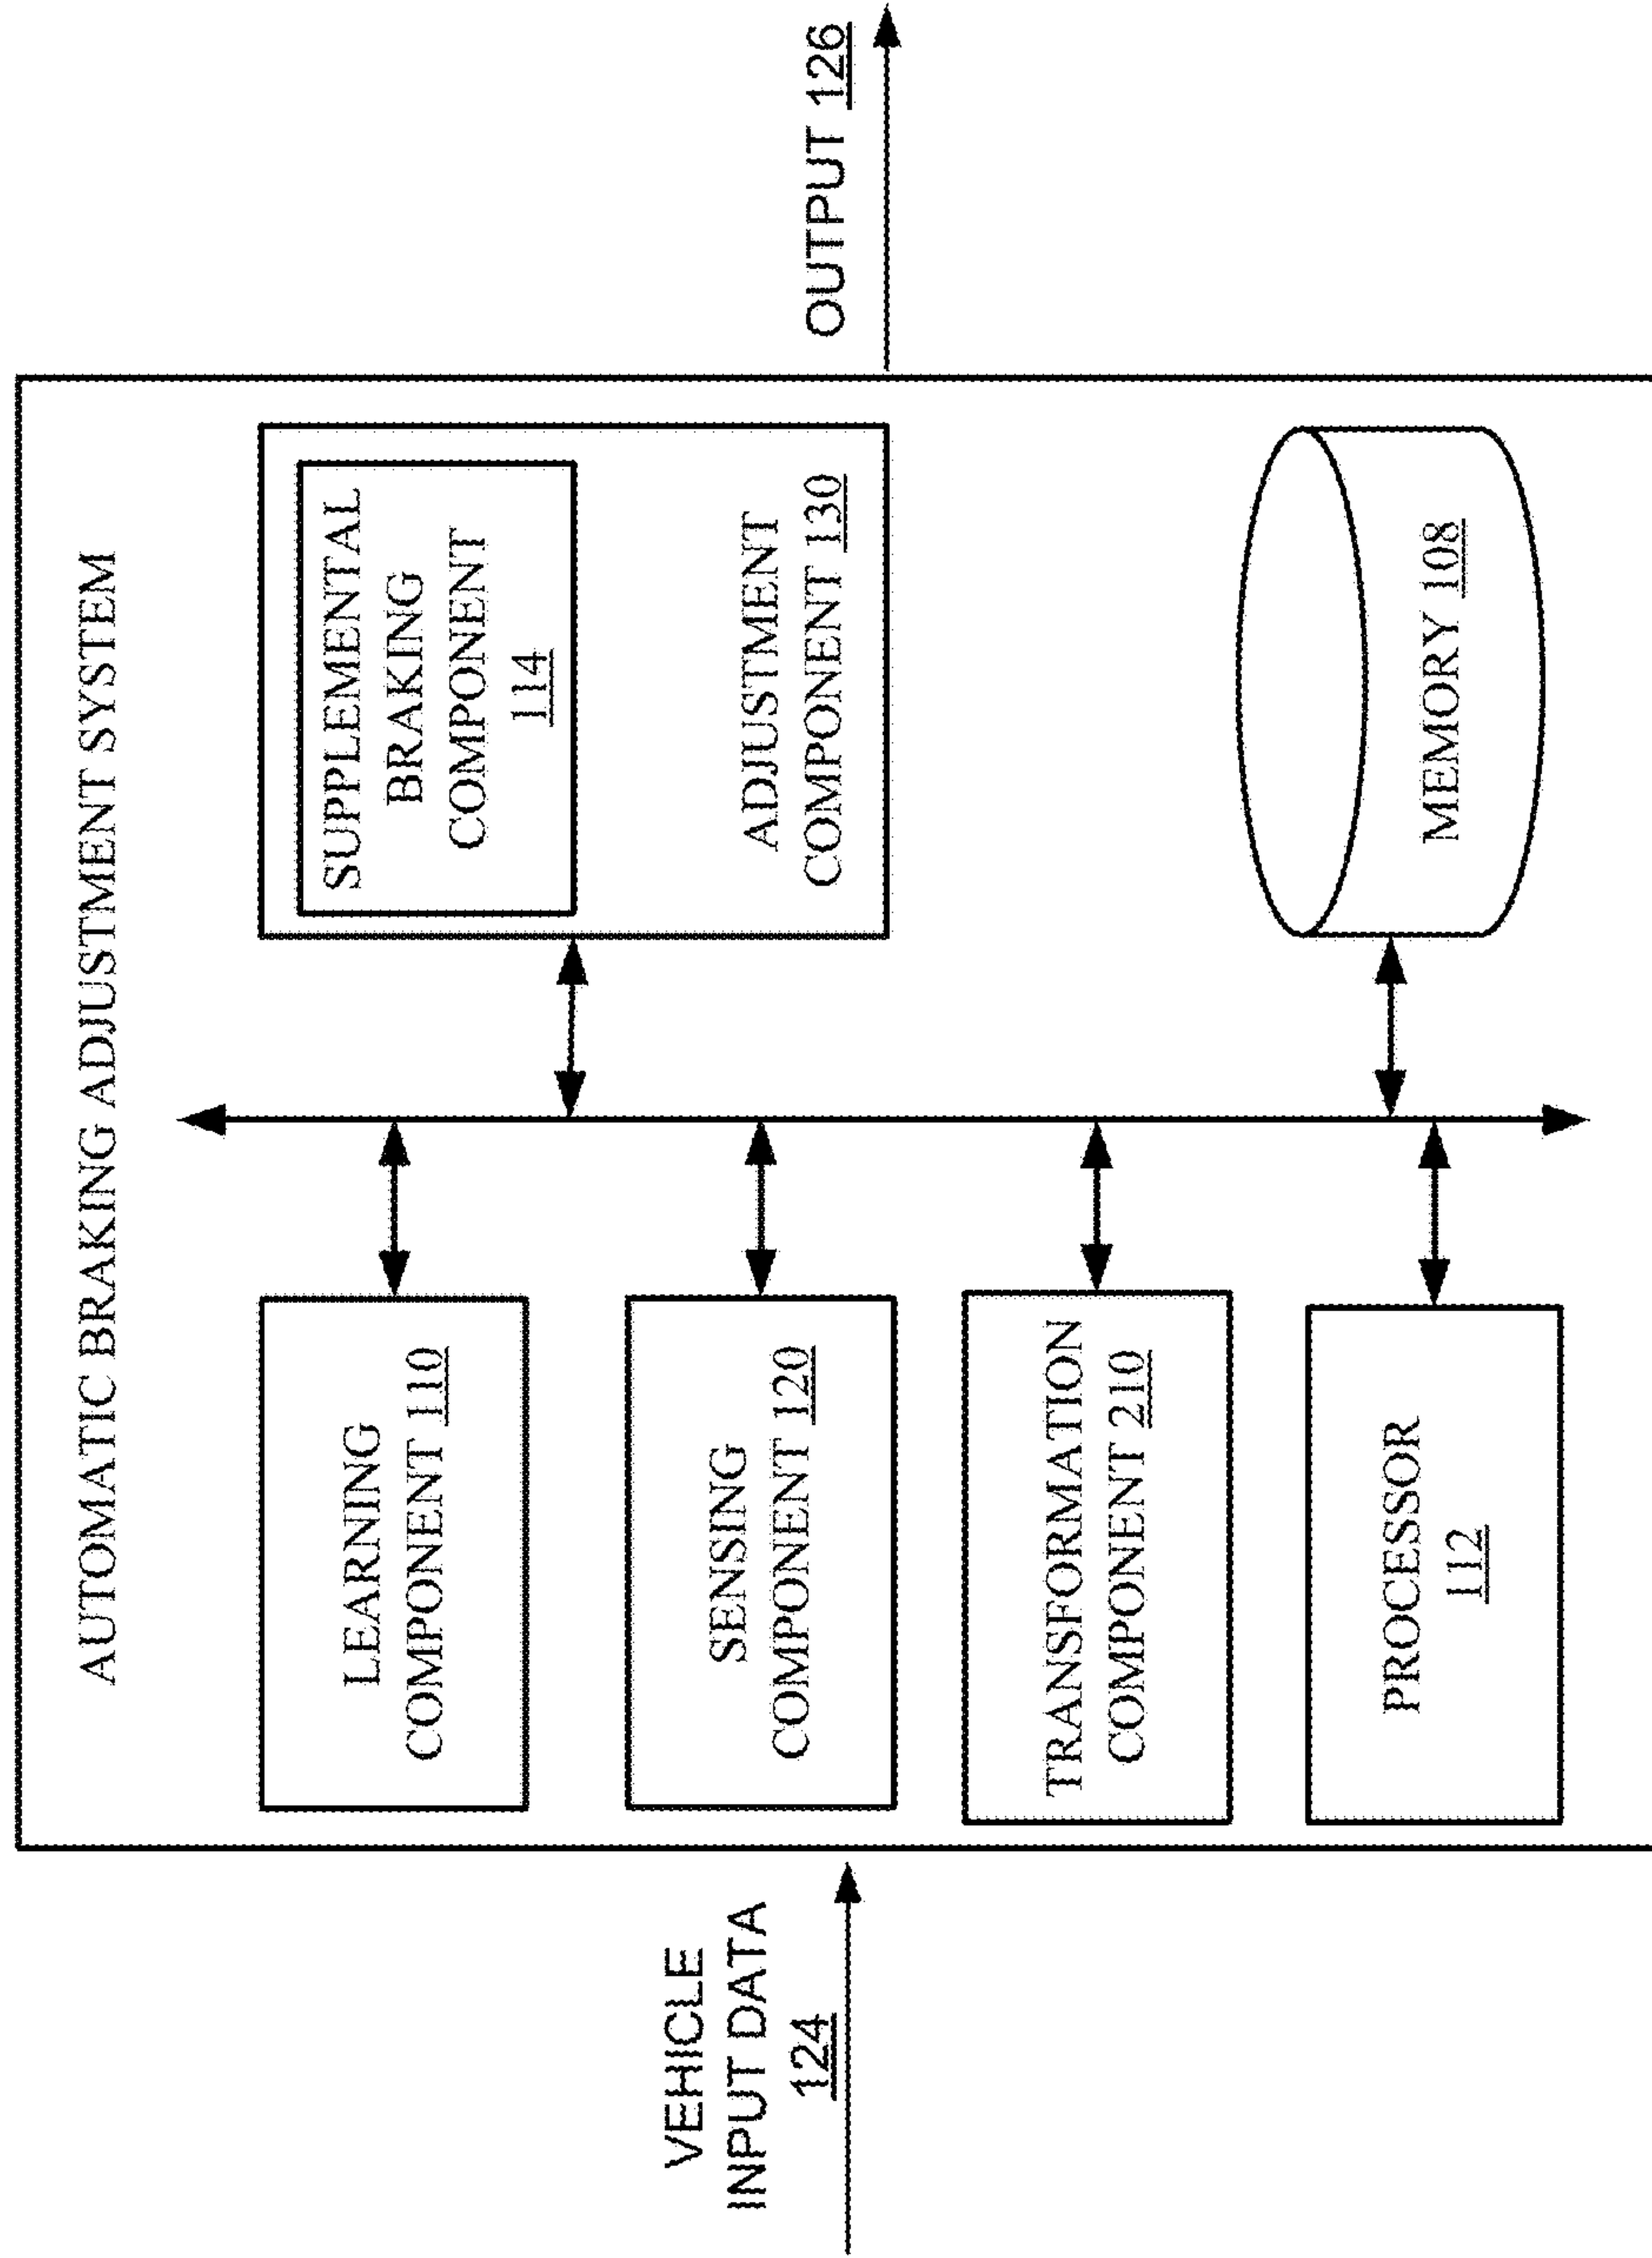 AUTOMATIC BRAKING ADJUSTMENT SYSTEM
VEHICLE
INPUT DATA
124
LEARNING
COMPONENT 110
SENSING
COMPONENT 120
TRANSFORMATION
COMPONENT 210
PROCESSOR
112
SUPPLEMENTAL
BRAKING
COMPONENT
114
ADJUSTMENT
COMPONENT 130
MEMORY 108
OUTPUT 126